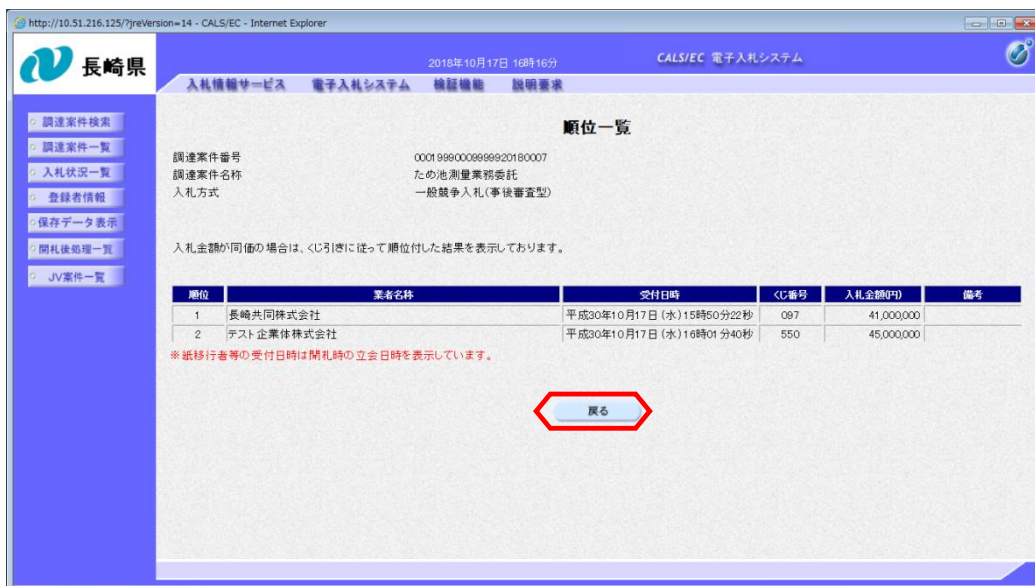 http://10.51.216.125/?jreVersion=14 - CALS/EC - Internet Explorer
長崎県
2018年10月17日 16時16分
CALS/EC 電子入札システム
入札情報サービス 電子入札システム 検証機能 説明要求
調達案件検索
調達案件一覧
入札状況一覧
登録者情報
保存データ表示
開札後処理一覧
JV案件一覧
順位一覧
調達案件番号 00019990009999920180007
調達案件名称 ため池測量業務委託
入札方式 一般競争入札(事後審査型)
入札金額が同価の場合は、くじ引きに従って順位付した結果を表示しております。
順位 業者名称 受付日時 くじ番号 入札金額(円) 備考
1 長崎共同株式会社 平成30年10月17日(水)15時50分22秒 097 41,000,000
2 テスト企業体株式会社 平成30年10月17日(水)16時01分40秒 550 45,000,000
※紙移行者等の受付日時は開札時の立会日時を表示しています。
戻る